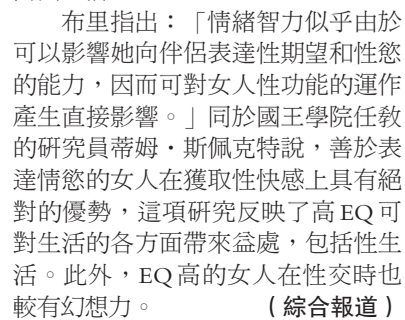 布里指出：「情緒智力似乎由於
可以影響她向伴侶表達性期望和性慾
的能力，因而可對女人性功能的運作
產生直接影響。」同於國王學院任教
的研究員蒂姆・斯佩克特說，善於表
達情慾的女人在獲取性快感上具有絕
對的優勢，這項研究反映了高 EQ 可
對生活的各方面帶來益處，包括性生
活。此外，EQ 高的女人在性交時也
較有幻想力。 （綜合報道）